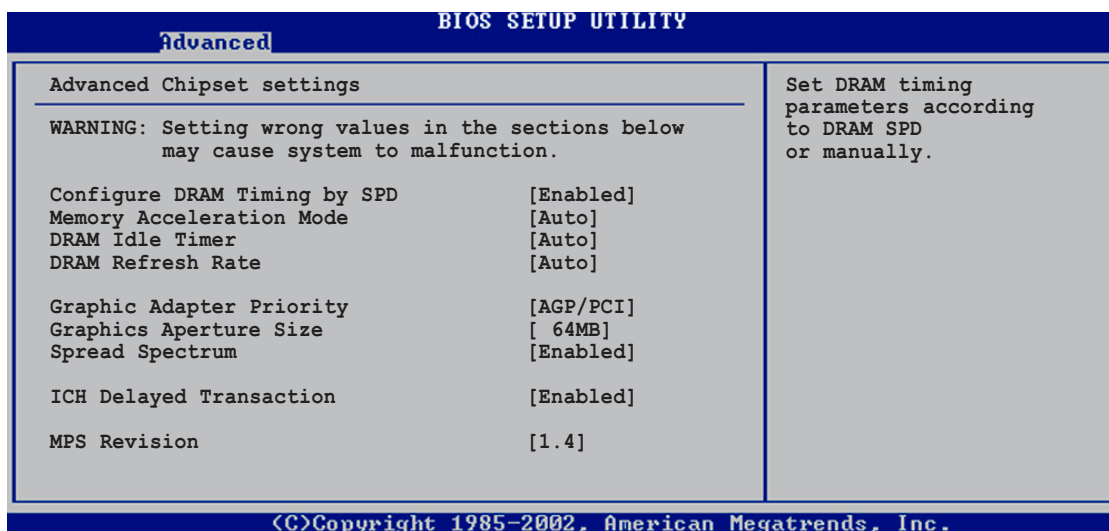 BIOS SETUP UTILITY
Advanced
Advanced Chipset settings
WARNING: Setting wrong values in the sections below
may cause system to malfunction.
Configure DRAM Timing by SPD [Enabled]
Memory Acceleration Mode [Auto]
DRAM Idle Timer [Auto]
DRAM Refresh Rate [Auto]
Graphic Adapter Priority [AGP/PCI]
Graphics Aperture Size [ 64MB]
Spread Spectrum [Enabled]
ICH Delayed Transaction [Enabled]
MPS Revision [1.4]
Set DRAM timing
parameters according
to DRAM SPD
or manually.
(C)Copyright 1985-2002, American Megatrends, Inc.